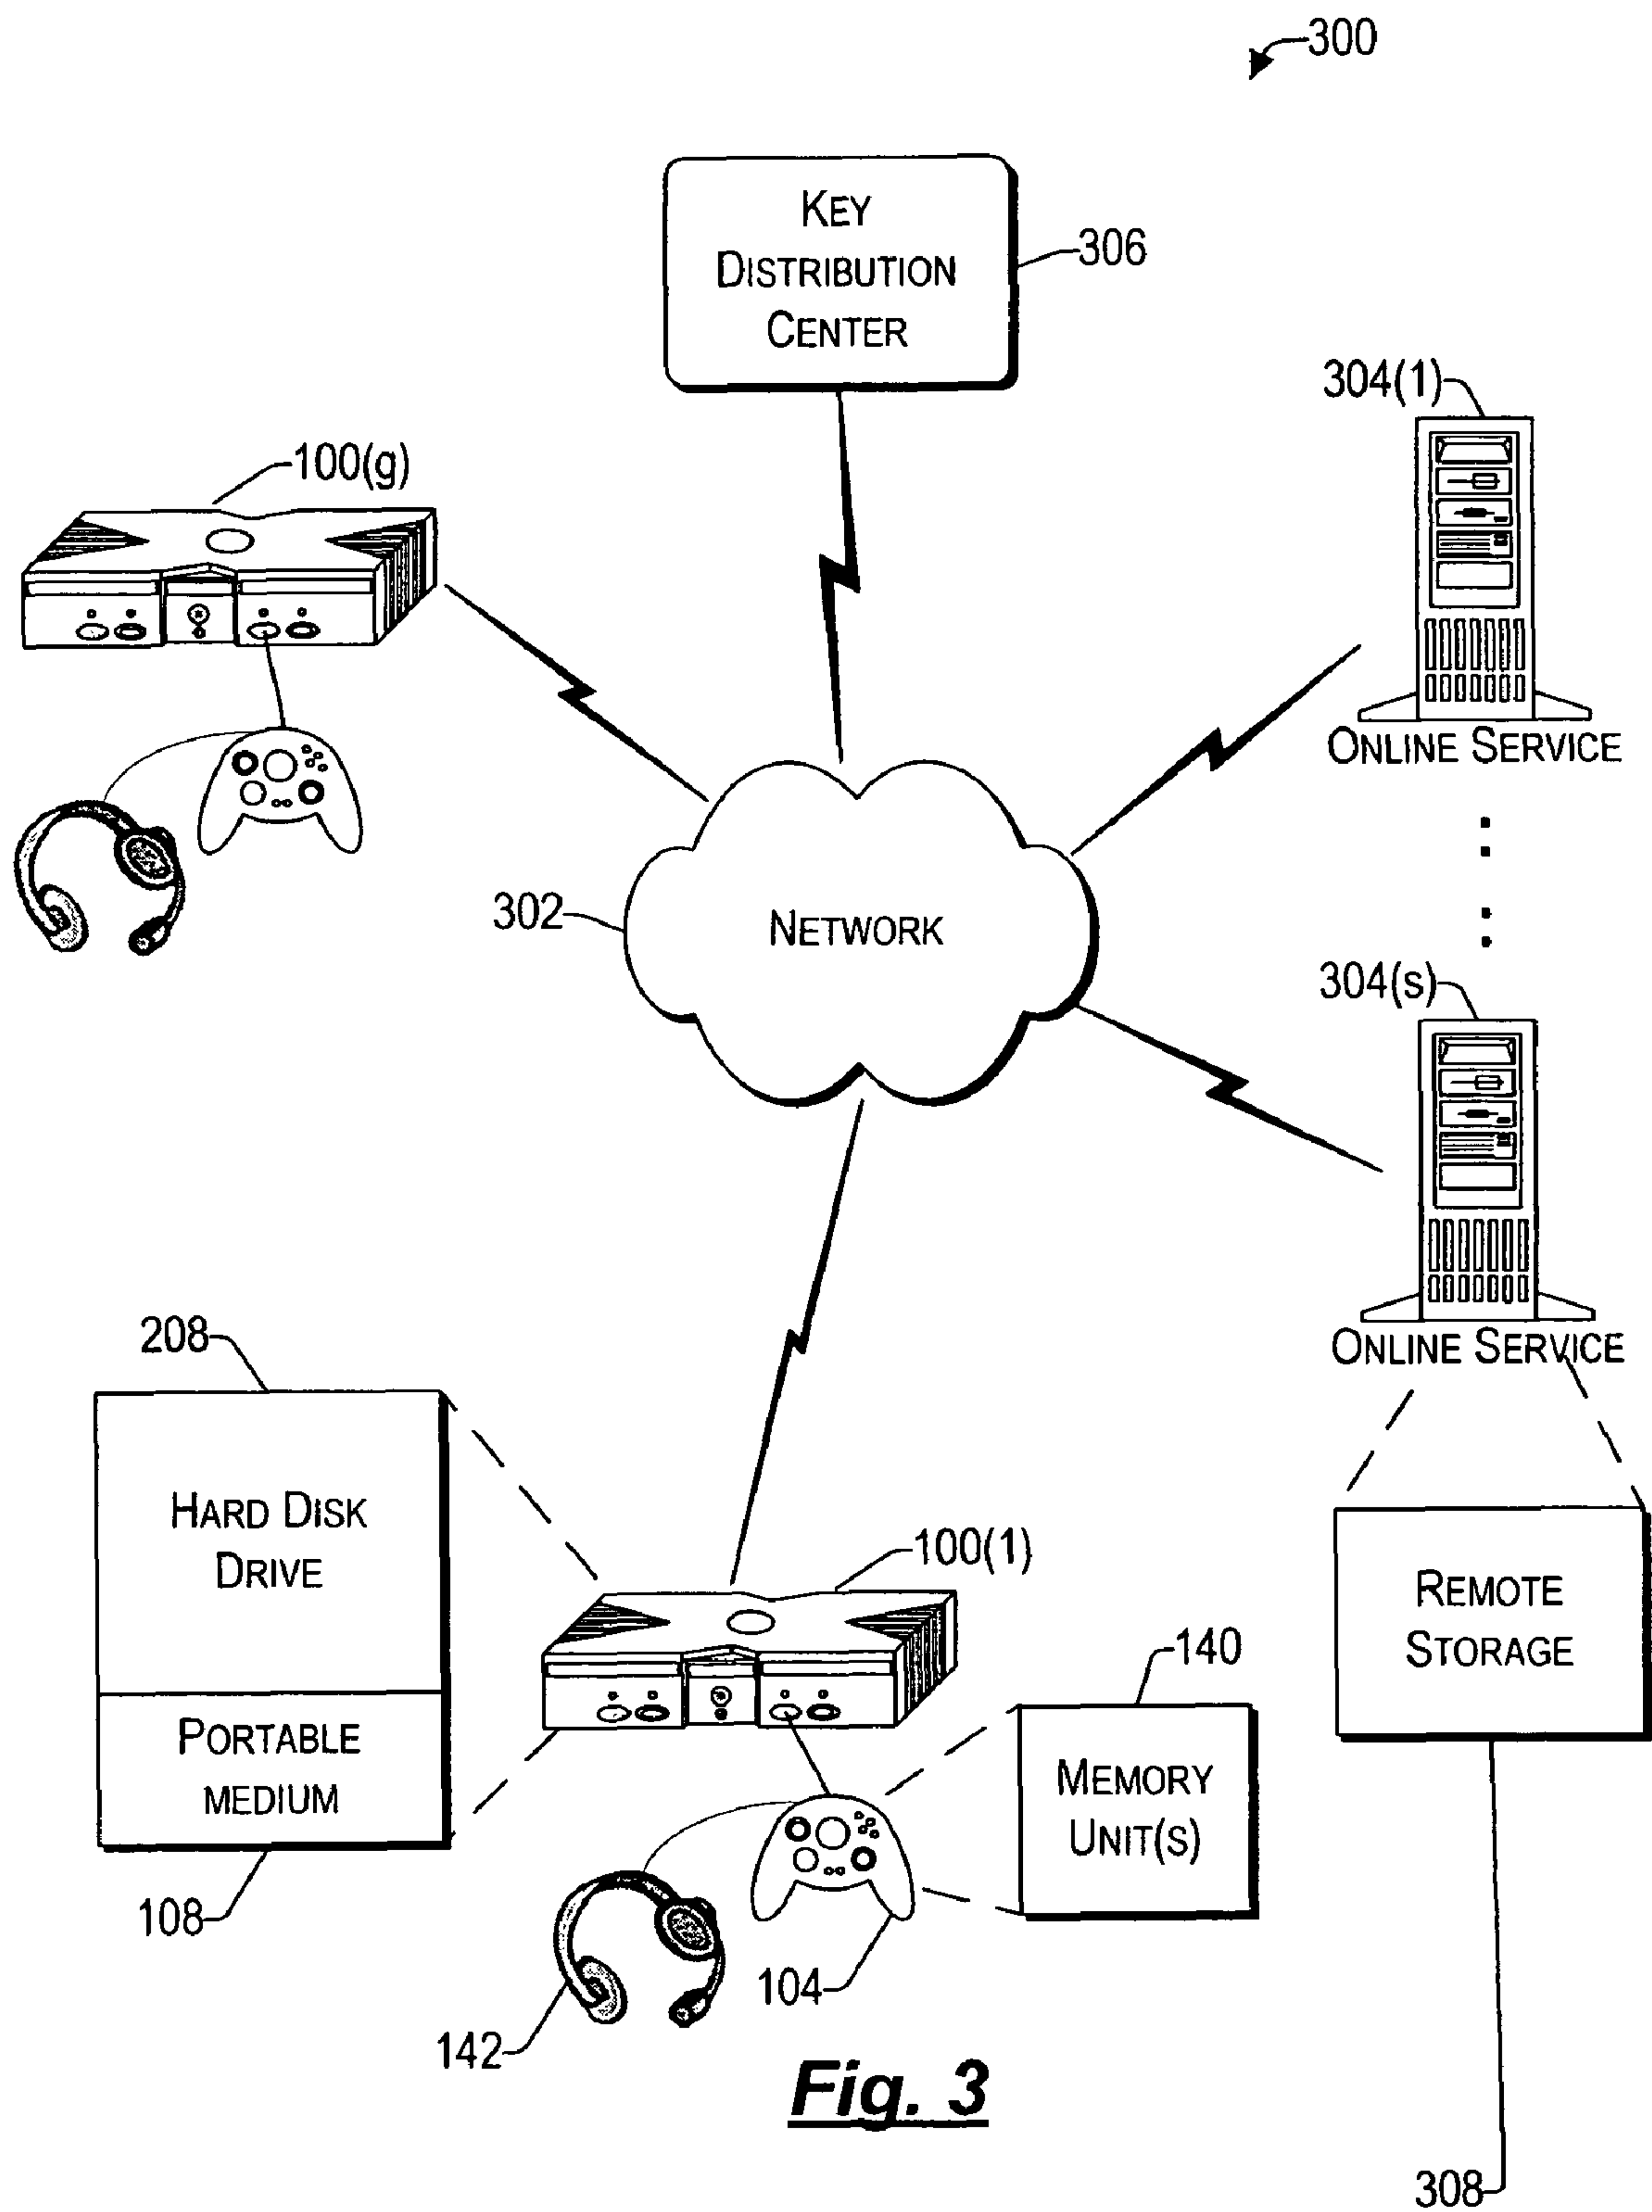 300
KEY
DISTRIBUTION
CENTER
306
304(1)
100(g)
ONLINE SERVICE
302
NETWORK
304(s)
ONLINE SERVICE
208
HARD DISK
DRIVE
PORTABLE
MEDIUM
108
100(1)
140
MEMORY
UNIT(S)
REMOTE
STORAGE
104
142
Fig. 3
308